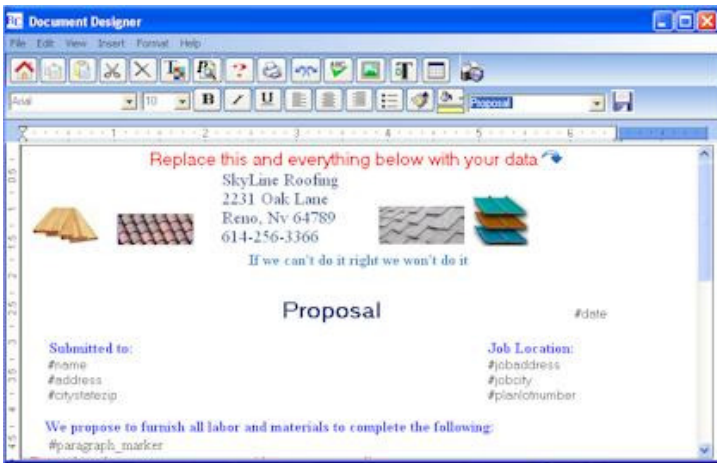 Document Designer
File Edit View Insert Format Help
Arial 10 B I U Proposal
1 2 3 4 5 6
Replace this and everything below with your data
SkyLine Roofing
2231 Oak Lane
Reno, Nv 64789
614-256-3366
If we can't do it right we won't do it
Proposal #date
Submitted to: Job Location:
#name #jobaddress
#address #jobcity
#citystatezip #planlotnumber
We propose to furnish all labor and materials to complete the following:
#paragraph_marker